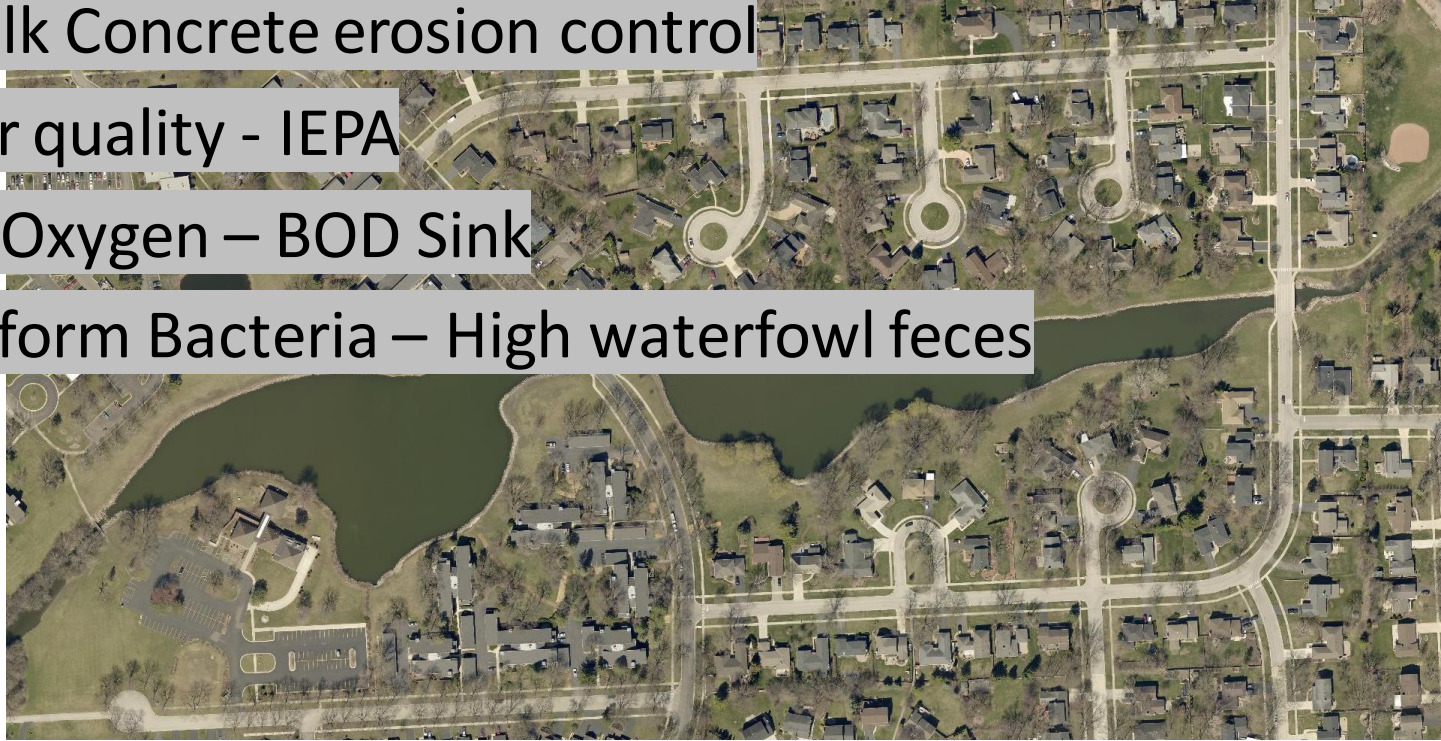 lk Concrete erosion control
r quality - IEPA
Oxygen – BOD Sink
form Bacteria – High waterfowl feces